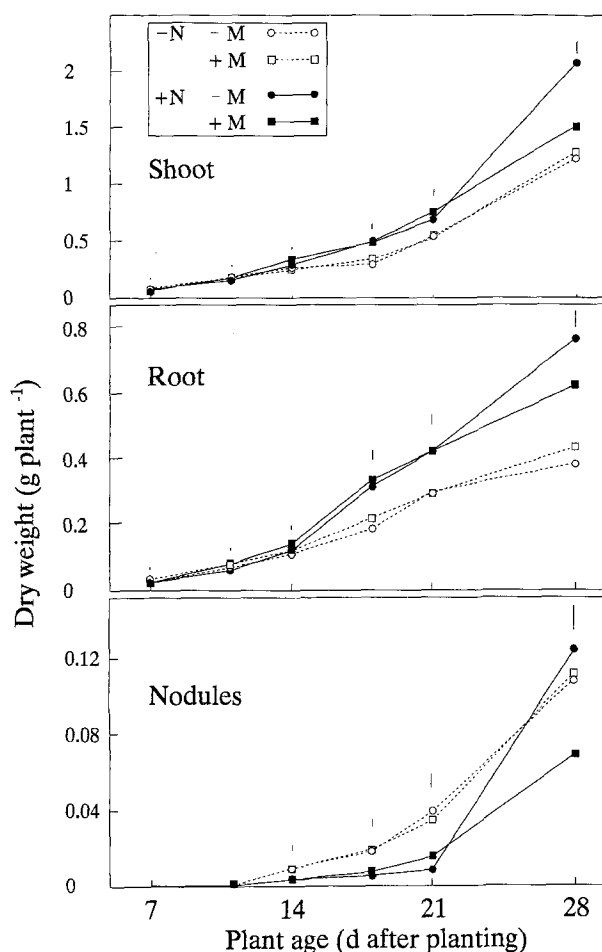 −N − M
+ M
+N − M
+ M
2
1.5
1
0.5
0
Shoot
0.8
0.6
0.4
0.2
0
Root
0.12
0.08
0.04
0
Nodules
7 14 21 28
Plant age (d after planting)
Dry weight (g plant ⁻¹)